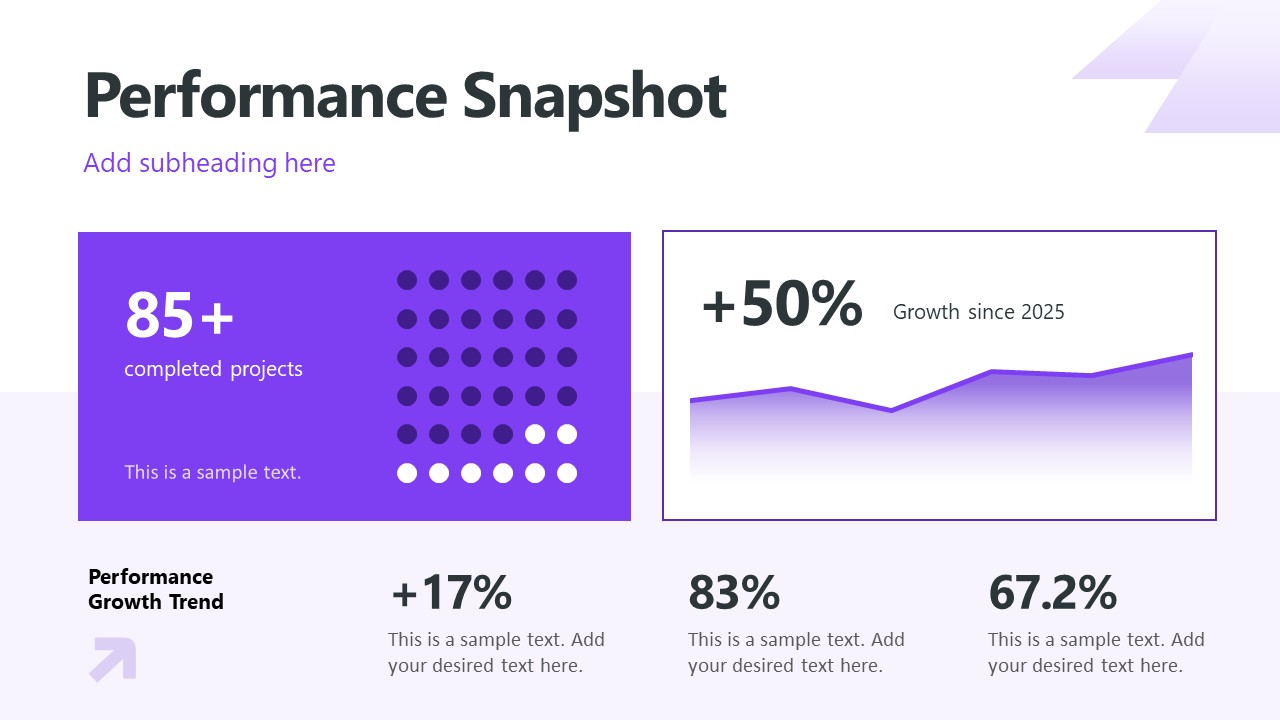 Performance Snapshot
Add subheading here
85+
completed projects
This is a sample text.
+50%
Growth since 2025
Performance
Growth Trend
+17%
This is a sample text. Add
your desired text here.
83%
This is a sample text. Add
your desired text here.
67.2%
This is a sample text. Add
your desired text here.